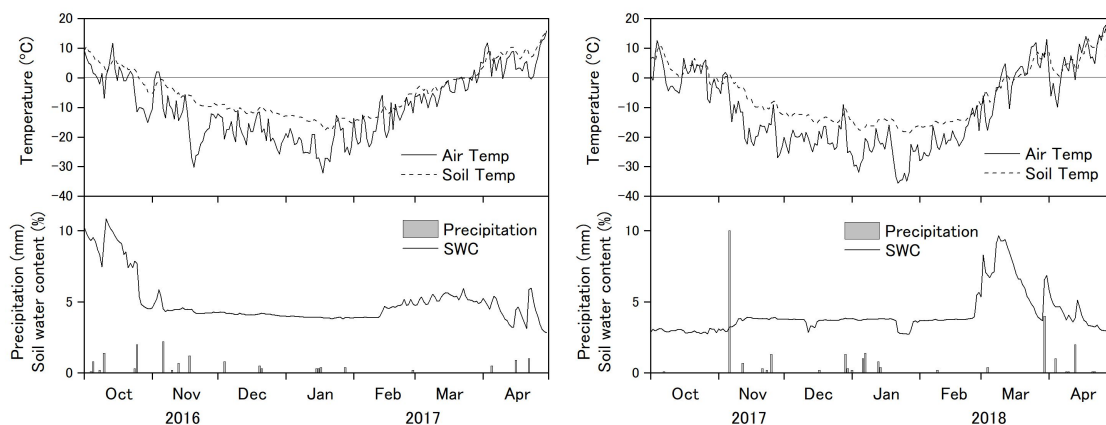 20
10
0
-10
-20
-30
-40
Temperature (°C)
Air Temp
Soil Temp
10
5
0
Precipitation (mm)
Soil water content (%)
Precipitation
SWC
Oct Nov Dec Jan Feb Mar Apr
2016 2017
20
10
0
-10
-20
-30
-40
Temperature (°C)
Air Temp
Soil Temp
10
5
0
Precipitation (mm)
Soil water content (%)
Precipitation
SWC
Oct Nov Dec Jan Feb Mar Apr
2017 2018